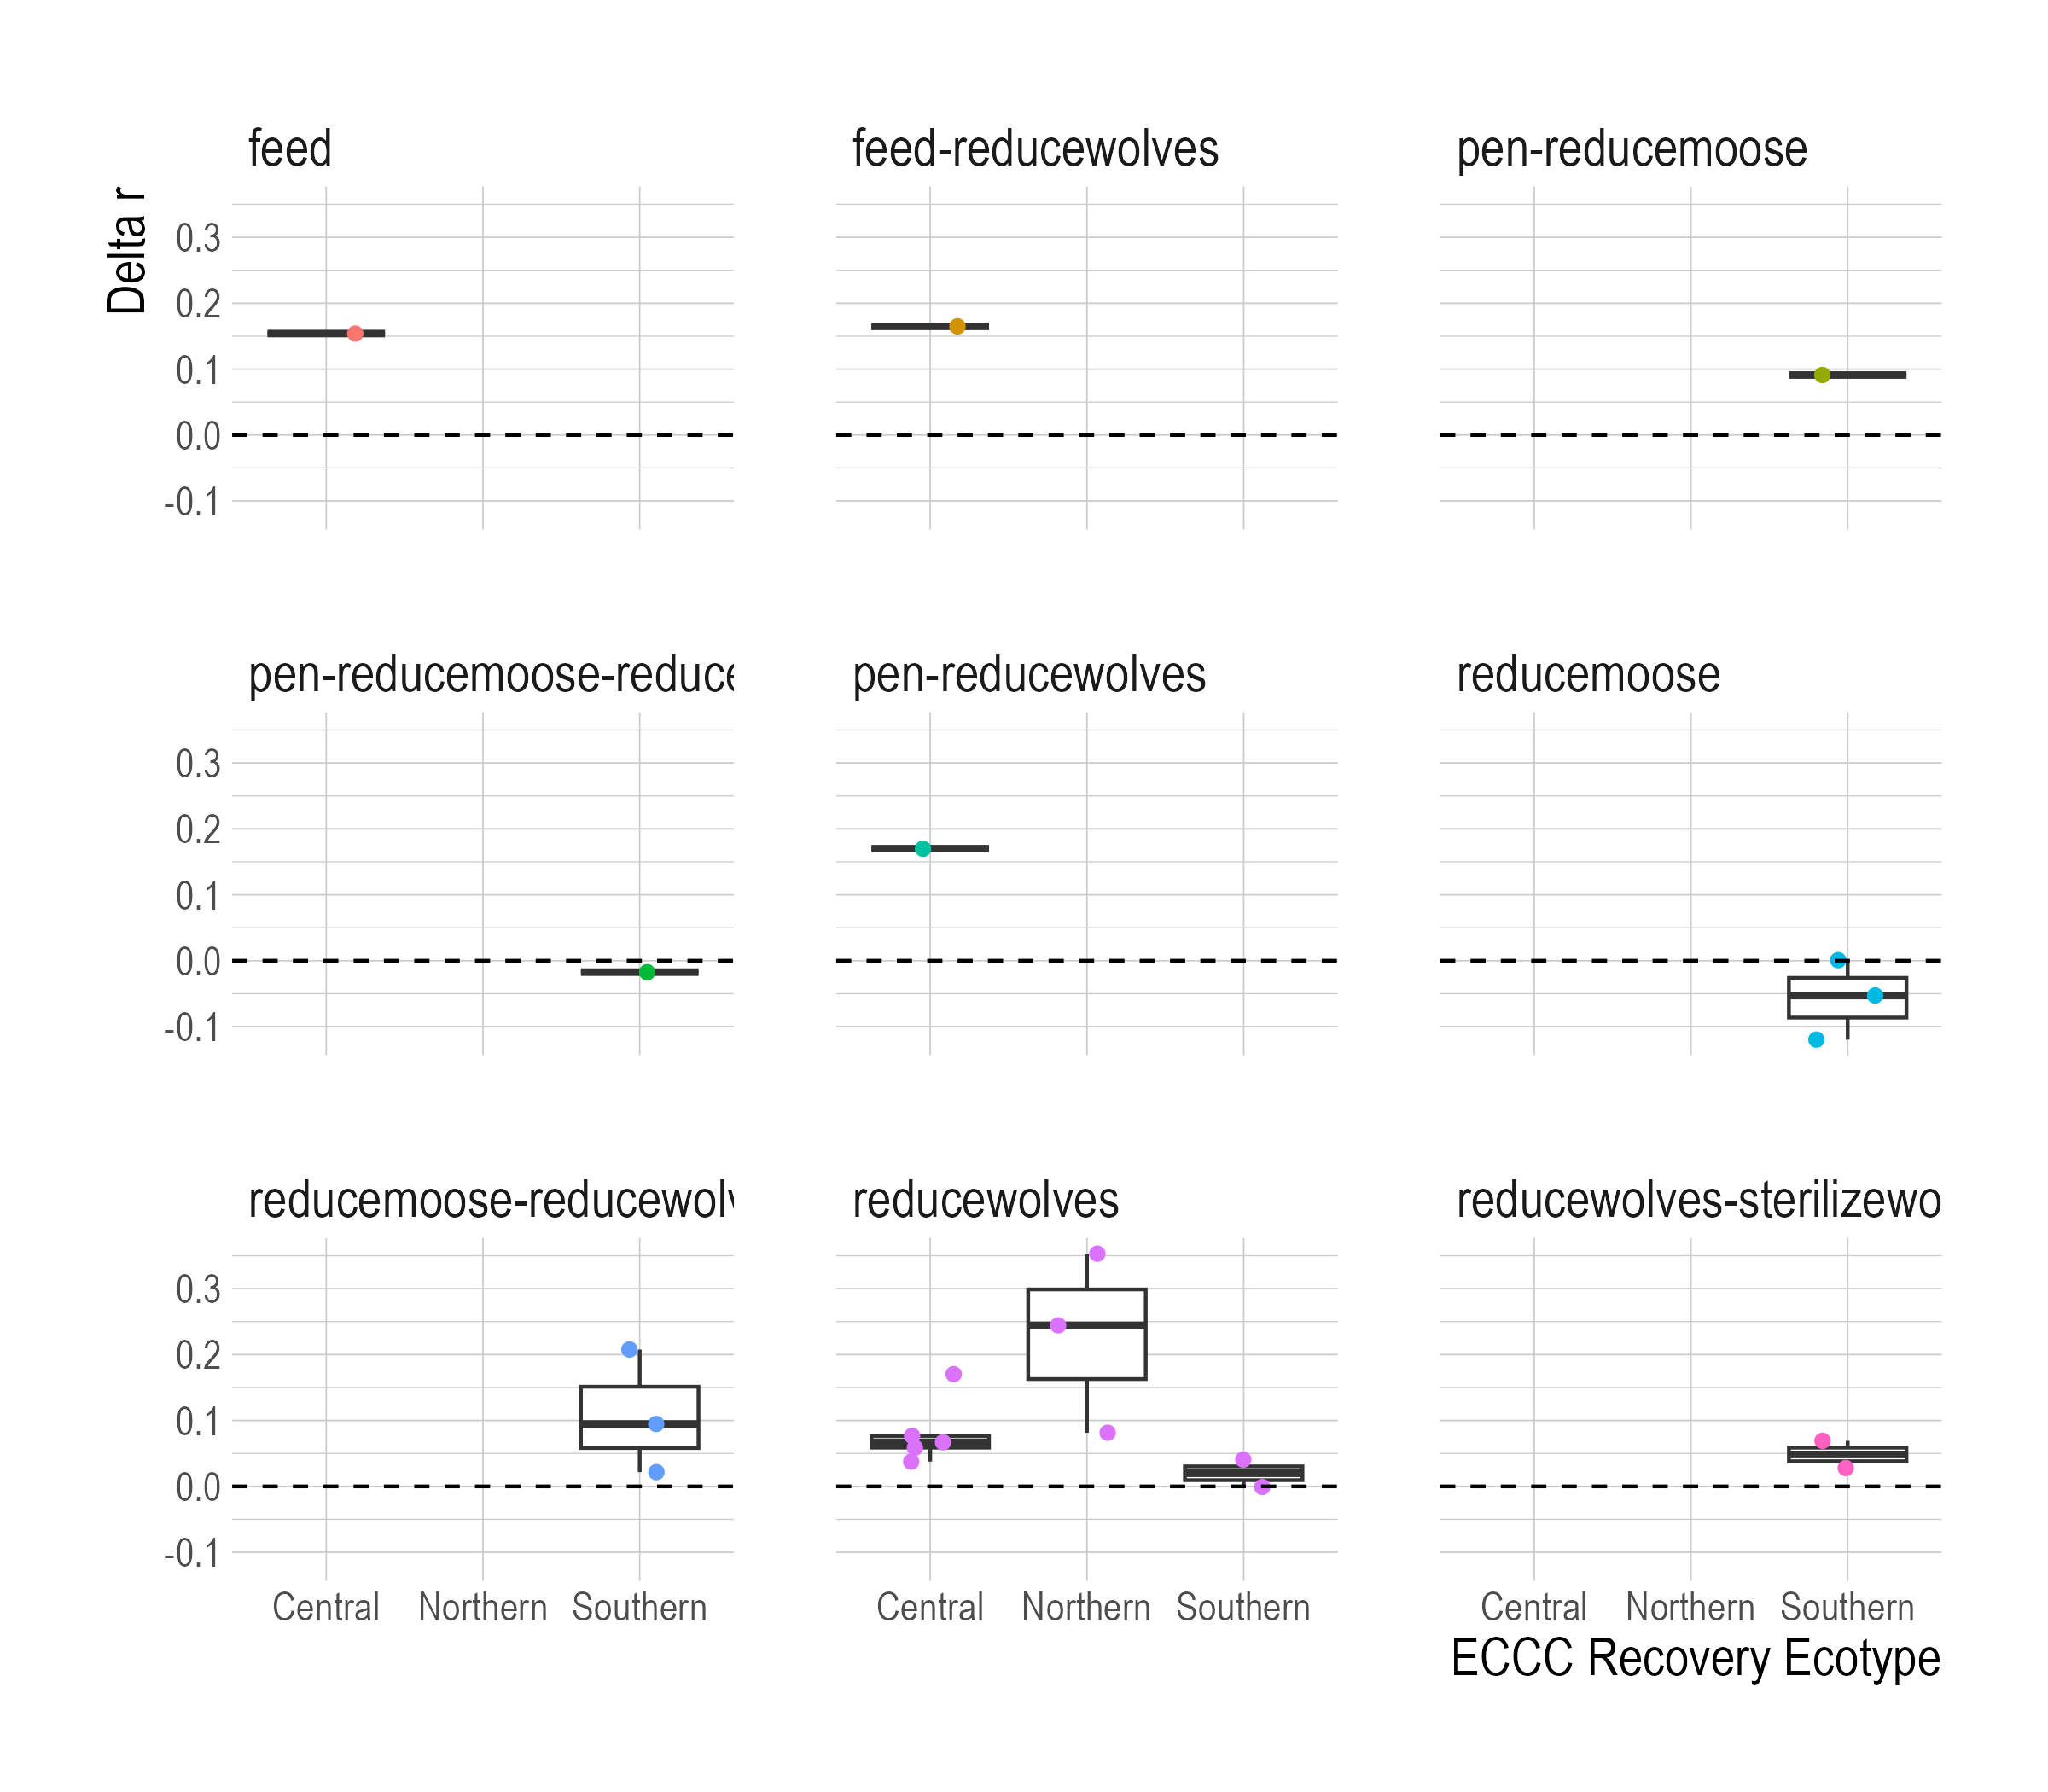 feed feed-reducewolves pen-reducemoose
Delta r
0.3
0.2
0.1
0.0
-0.1
pen-reducemoose-reduce pen-reducewolves reducemoose
0.3
0.2
0.1
0.0
-0.1
reducemoose-reducewol reducewolves reducewolves-sterilizewo
0.3
0.2
0.1
0.0
-0.1
Central Northern Southern Central Northern Southern Central Northern Southern
ECCC Recovery Ecotype